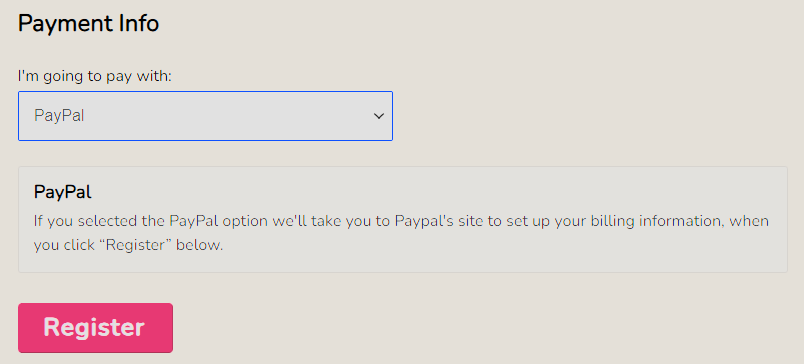 Payment Info
I'm going to pay with:
PayPal
PayPal
If you selected the PayPal option we'll take you to Paypal's site to set up your billing information, when
you click “Register” below.
Register